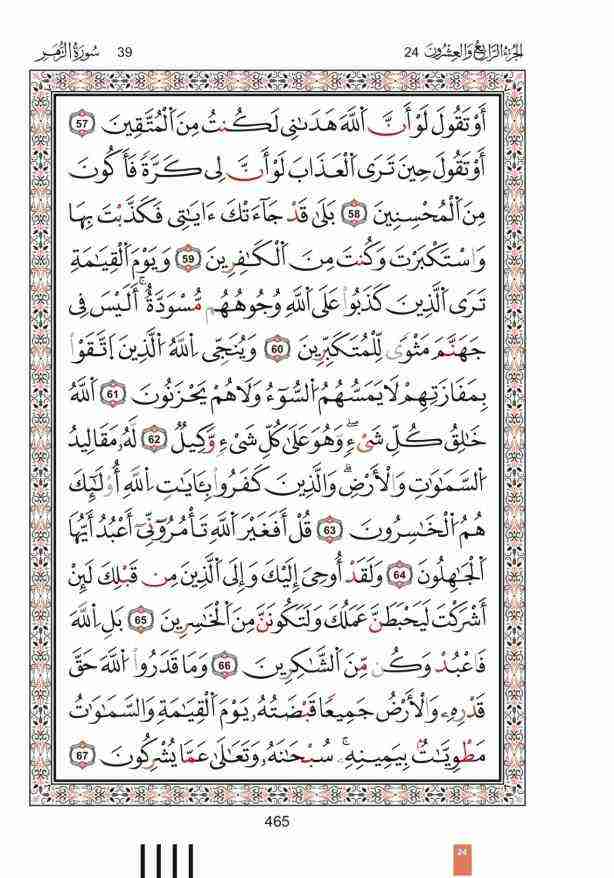 الجزء الرابع والعشرون 24
39 سورة الزمر
أَوْ تَقُولَ لَوْ أَنَّ ٱللَّهَ هَدَىٰنِى لَكُنتُ مِنَ ٱلْمُتَّقِينَ 57
أَوْ تَقُولَ حِينَ تَرَى ٱلْعَذَابَ لَوْ أَنَّ لِى كَرَّةً فَأَكُونَ
مِنَ ٱلْمُحْسِنِينَ 58 بَلَىٰ قَدْ جَآءَتْكَ ءَايَـٰتِى فَكَذَّبْتَ بِهَا
وَٱسْتَكْبَرْتَ وَكُنتَ مِنَ ٱلْكَـٰفِرِينَ 59 وَيَوْمَ ٱلْقِيَـٰمَةِ
تَرَى ٱلَّذِينَ كَذَبُوا۟ عَلَى ٱللَّهِ وُجُوهُهُم مُّسْوَدَّةٌ ۚ أَلَيْسَ فِى
جَهَنَّمَ مَثْوًى لِّلْمُتَكَبِّرِينَ 60 وَيُنَجِّى ٱللَّهُ ٱلَّذِينَ ٱتَّقَوْا۟
بِمَفَازَتِهِمْ لَا يَمَسُّهُمُ ٱلسُّوٓءُ وَلَا هُمْ يَحْزَنُونَ 61 ٱللَّهُ
خَـٰلِقُ كُلِّ شَىْءٍ ۖ وَهُوَ عَلَىٰ كُلِّ شَىْءٍ وَكِيلٌ 62 لَّهُۥ مَقَالِيدُ
ٱلسَّمَـٰوَٰتِ وَٱلْأَرْضِ ۗ وَٱلَّذِينَ كَفَرُوا۟ بِـَٔايَـٰتِ ٱللَّهِ أُو۟لَـٰٓئِكَ
هُمُ ٱلْخَـٰسِرُونَ 63 قُلْ أَفَغَيْرَ ٱللَّهِ تَأْمُرُوٓنِّىٓ أَعْبُدُ أَيُّهَا
ٱلْجَـٰهِلُونَ 64 وَلَقَدْ أُوحِىَ إِلَيْكَ وَإِلَى ٱلَّذِينَ مِن قَبْلِكَ لَئِنْ
أَشْرَكْتَ لَيَحْبَطَنَّ عَمَلُكَ وَلَتَكُونَنَّ مِنَ ٱلْخَـٰسِرِينَ 65 بَلِ ٱللَّهَ
فَٱعْبُدْ وَكُن مِّنَ ٱلشَّـٰكِرِينَ 66 وَمَا قَدَرُوا۟ ٱللَّهَ حَقَّ
قَدْرِهِۦ وَٱلْأَرْضُ جَمِيعًا قَبْضَتُهُۥ يَوْمَ ٱلْقِيَـٰمَةِ وَٱلسَّمَـٰوَٰتُ
مَطْوِيَّـٰتٌۢ بِيَمِينِهِۦ ۚ سُبْحَـٰنَهُۥ وَتَعَـٰلَىٰ عَمَّا يُشْرِكُونَ 67
465
24